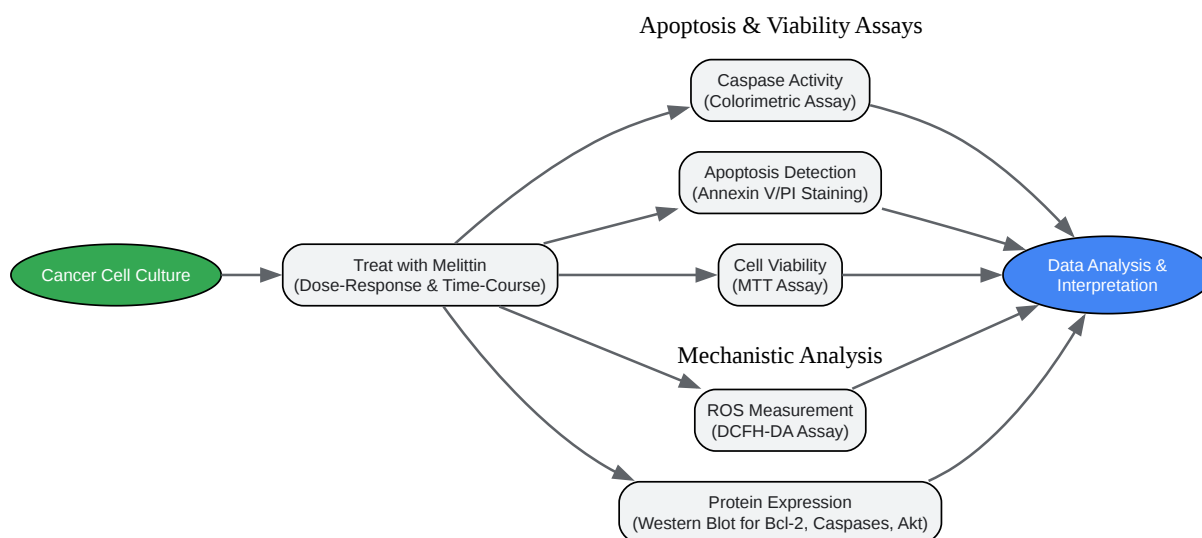 Apoptosis & Viability Assays
Caspase Activity
(Colorimetric Assay)
Apoptosis Detection
(Annexin V/PI Staining)
Cancer Cell Culture
Treat with Melittin
(Dose-Response & Time-Course)
Cell Viability
(MTT Assay)
Data Analysis &
Interpretation
Mechanistic Analysis
ROS Measurement
(DCFH-DA Assay)
Protein Expression
(Western Blot for Bcl-2, Caspases, Akt)